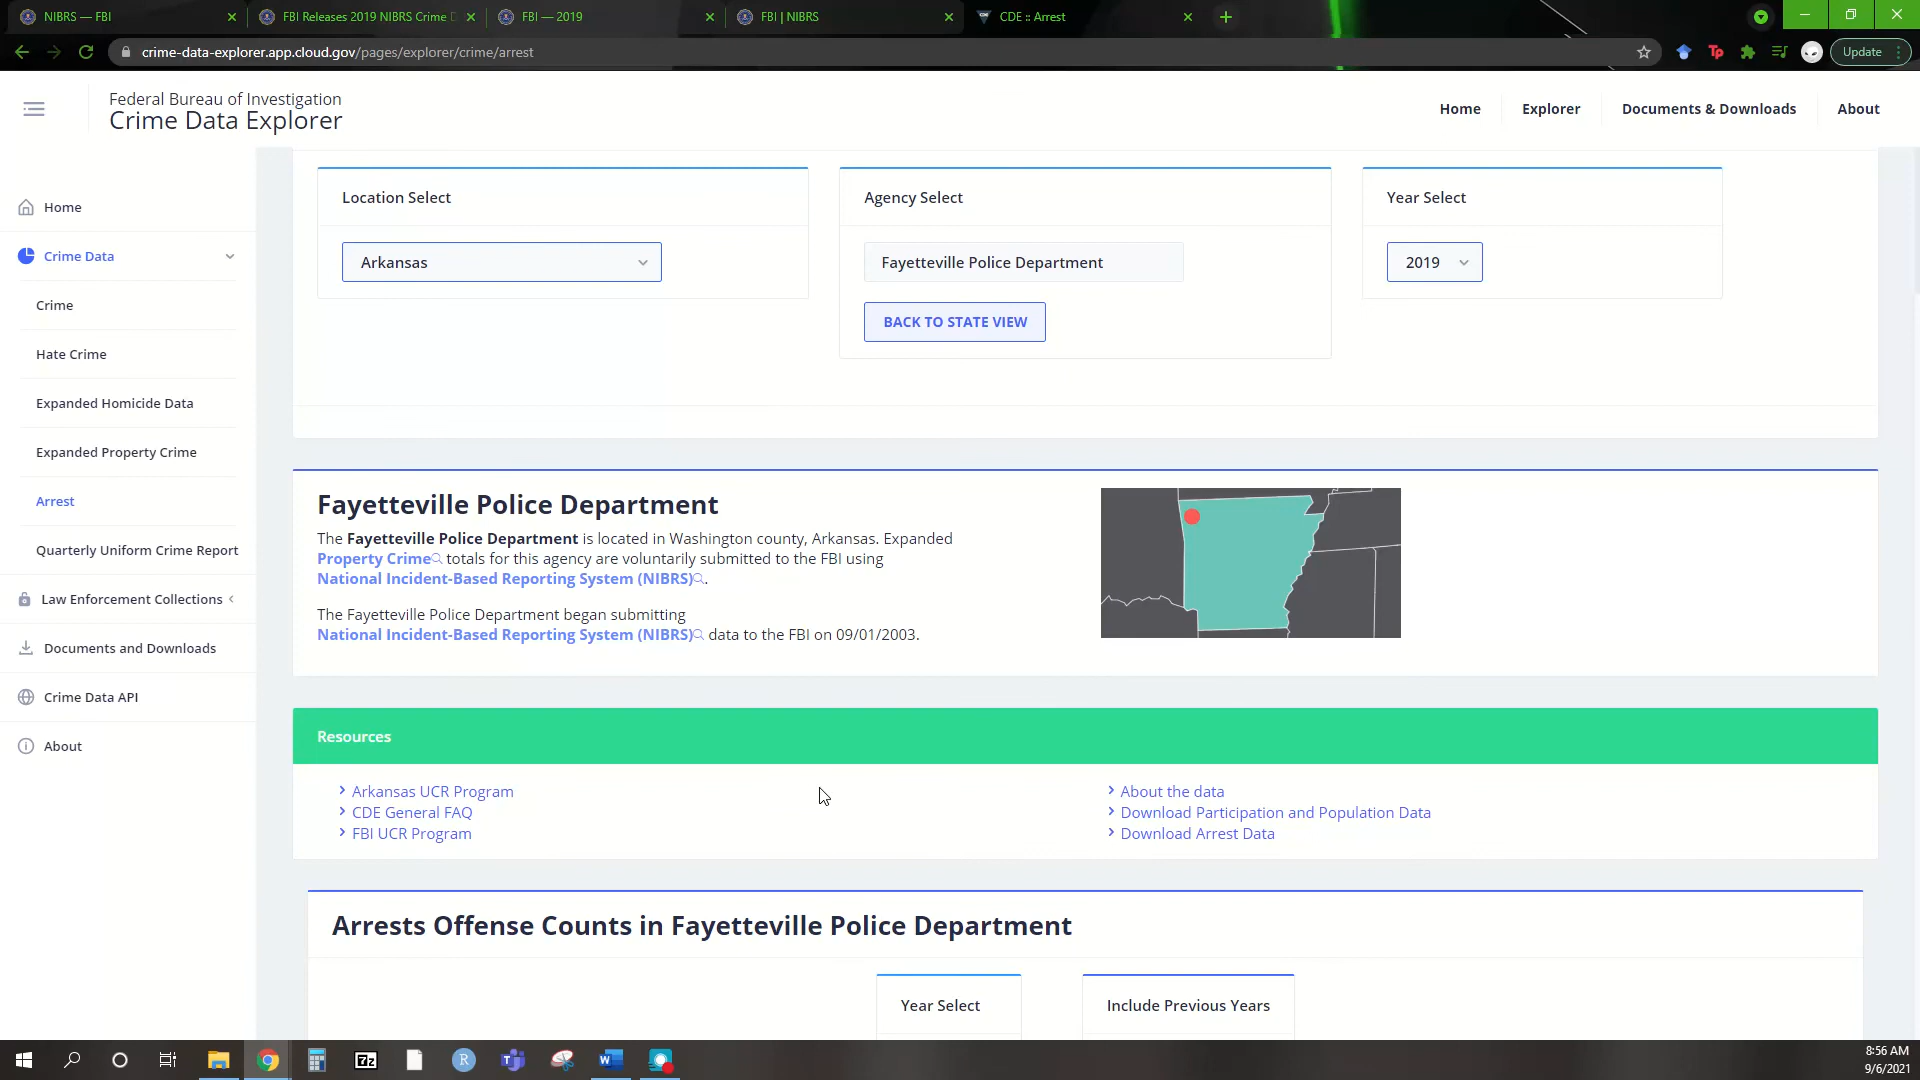 NIBRS — FBI
FBI Releases 2019 NIBRS Crime D
FBI — 2019
FBI | NIBRS
CDE :: Arrest
crime-data-explorer.app.cloud.gov/pages/explorer/crime/arrest
Update
Federal Bureau of Investigation
Crime Data Explorer
Home
Explorer
Documents & Downloads
About
Home
Crime Data
Crime
Hate Crime
Expanded Homicide Data
Expanded Property Crime
Arrest
Quarterly Uniform Crime Report
Law Enforcement Collections
Documents and Downloads
Crime Data API
About
Location Select
Arkansas
Agency Select
Fayetteville Police Department
BACK TO STATE VIEW
Year Select
2019
Fayetteville Police Department
The Fayetteville Police Department is located in Washington county, Arkansas. Expanded
Property Crime totals for this agency are voluntarily submitted to the FBI using
National Incident-Based Reporting System (NIBRS).
The Fayetteville Police Department began submitting
National Incident-Based Reporting System (NIBRS) data to the FBI on 09/01/2003.
Resources
Arkansas UCR Program
CDE General FAQ
FBI UCR Program
About the data
Download Participation and Population Data
Download Arrest Data
Arrests Offense Counts in Fayetteville Police Department
Year Select
Include Previous Years
8:56 AM
9/6/2021